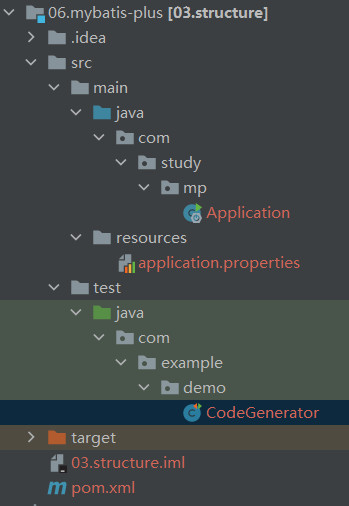 06.mybatis-plus [03.structure]
.idea
src
main
java
com
study
mp
Application
resources
application.properties
test
java
com
example
demo
CodeGenerator
target
03.structure.iml
pom.xml